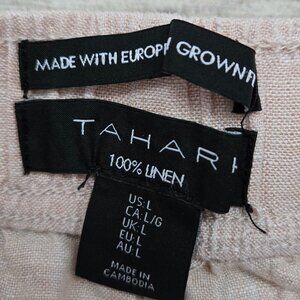 MADE WITH EUROP GROWN
TAHARI
100% LINEN
US:L
CA:L/G
UK:L
EU:L
AU:L
MADE IN
CAMBODIA